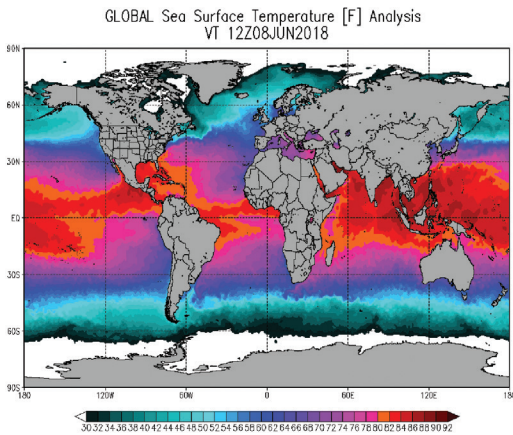 GLOBAL Sea Surface Temperature [F] Analysis
VT 12Z08JUN2018
90N
60N
30N
EQ
30S
60S
90S
180 120W 60W 0 60E 120E 180
30 32 34 36 38 40 42 44 46 48 50 52 54 56 58 60 62 64 66 68 70 72 74 76 78 80 82 84 86 88 90 92